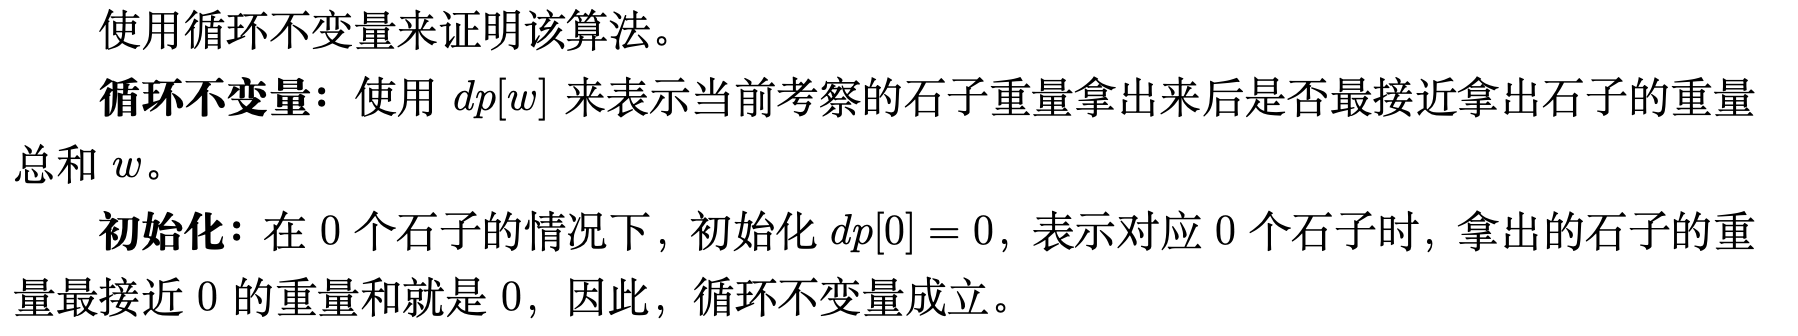 使用循环不变量来证明该算法。
循环不变量：使用 dp[w] 来表示当前考察的石子重量拿出来后是否最接近拿出石子的重量
总和 w。
初始化：在 0 个石子的情况下，初始化 dp[0] = 0，表示对应 0 个石子时，拿出的石子的重
量最接近 0 的重量和就是 0，因此，循环不变量成立。